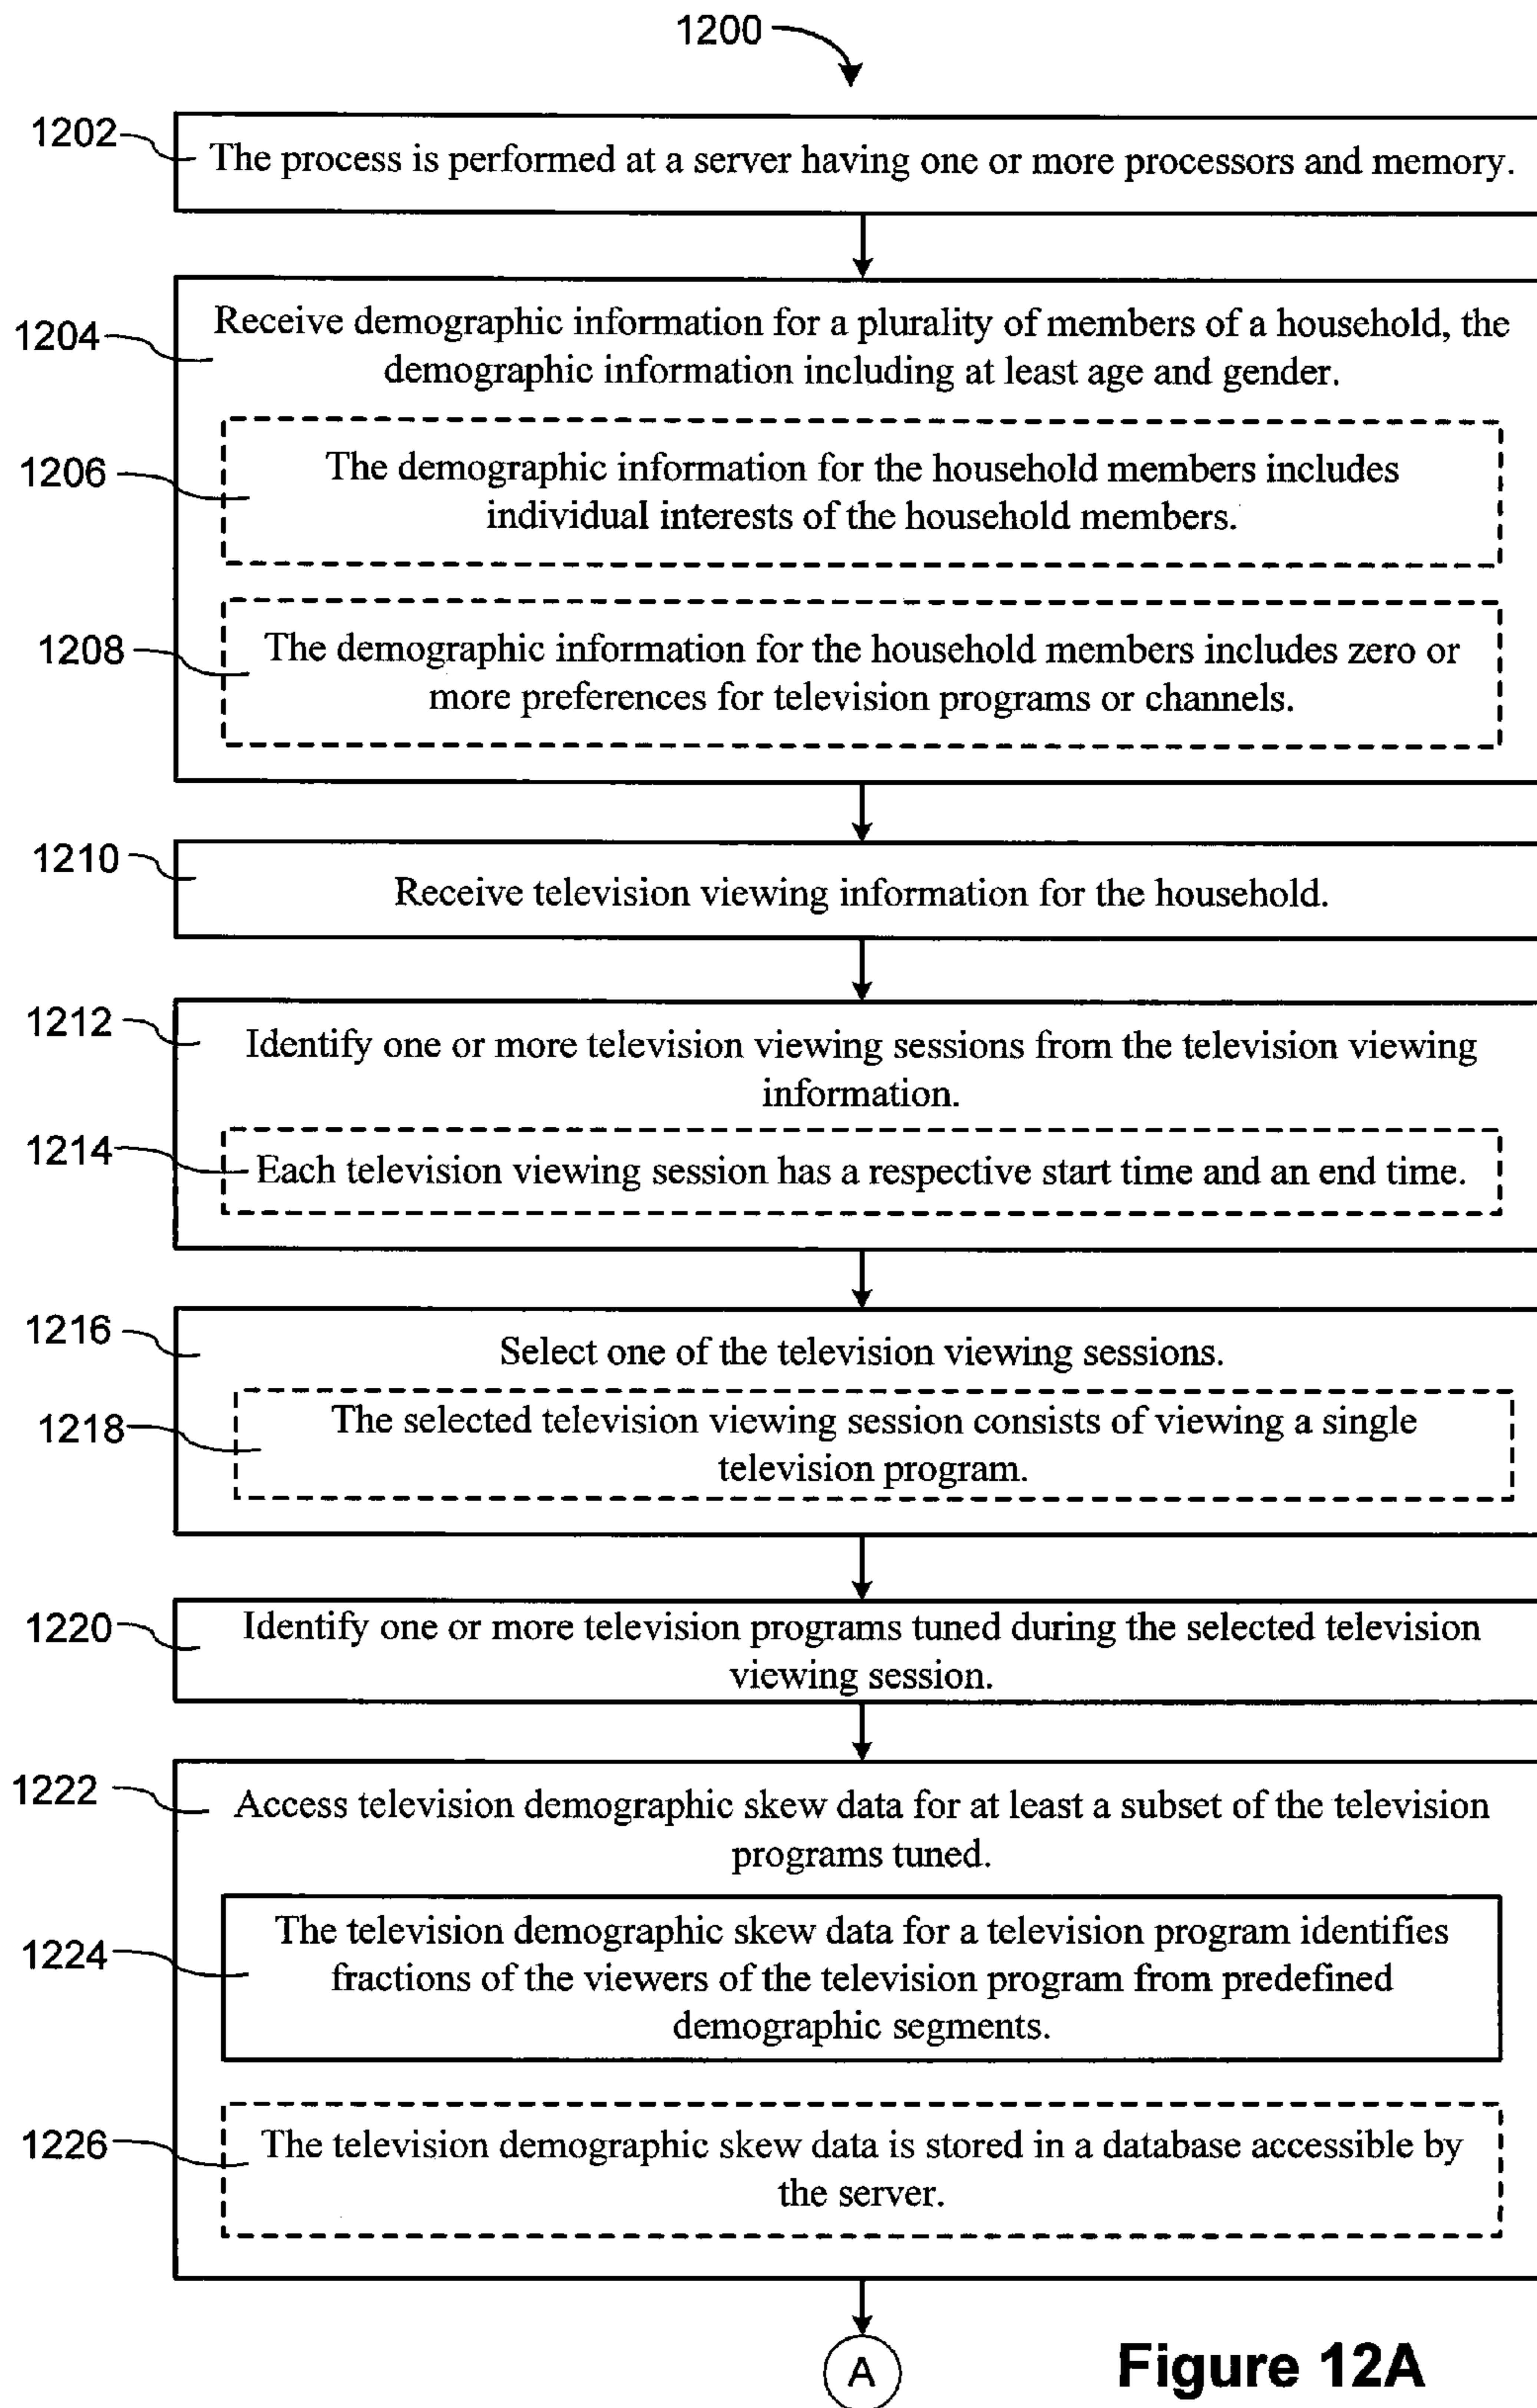 1200
1202
The process is performed at a server having one or more processors and memory.
1204
Receive demographic information for a plurality of members of a household, the
demographic information including at least age and gender.
1206
The demographic information for the household members includes
individual interests of the household members.
1208
The demographic information for the household members includes zero or
more preferences for television programs or channels.
1210
Receive television viewing information for the household.
1212
Identify one or more television viewing sessions from the television viewing
information.
1214
Each television viewing session has a respective start time and an end time.
1216
Select one of the television viewing sessions.
1218
The selected television viewing session consists of viewing a single
television program.
1220
Identify one or more television programs tuned during the selected television
viewing session.
1222
Access television demographic skew data for at least a subset of the television
programs tuned.
1224
The television demographic skew data for a television program identifies
fractions of the viewers of the television program from predefined
demographic segments.
1226
The television demographic skew data is stored in a database accessible by
the server.
A
Figure 12A